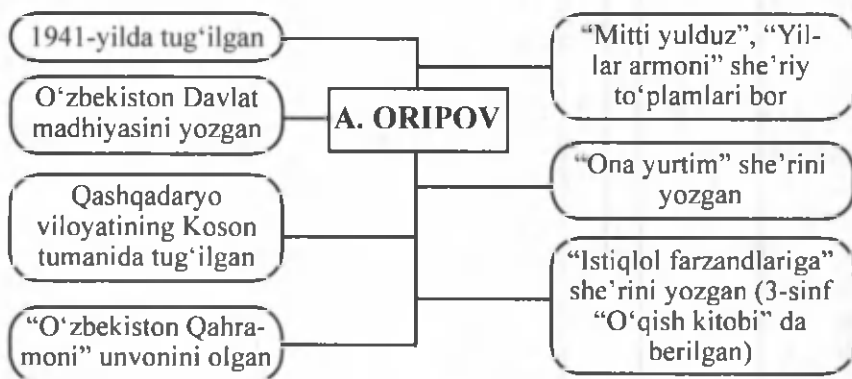 1941-yilda tug‘ilgan
O‘zbekiston Davlat
madhiyasini yozgan
Qashqadaryo
viloyatining Koson
tumanida tug‘ilgan
“O‘zbekiston Qahra-
moni” unvonini olgan
A. ORIPOV
“Mitti yulduz”, “Yil-
lar armoni” she’riy
to‘plamlari bor
“Ona yurtim” she’rini
yozgan
“Istiqlol farzandlariga”
she’rini yozgan (3-sinf
“O‘qish kitobi” da
berilgan)